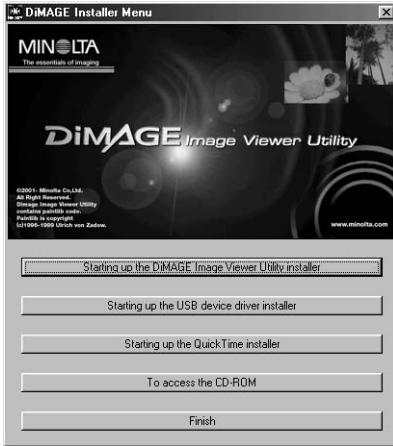 DiMAGE Installer Menu
MINOLTA
The essentials of imaging
DiMAGE Image Viewer Utility
©2001- Minolta Co,Ltd.
All Right Reserved.
Dimage Image Viewer Utility
contains paintlib code.
Paintlib is copyright
(c)1996-1999 Ulrich von Zadow.
www.minolta.com
Starting up the DiMAGE Image Viewer Utility installer
Starting up the USB device driver installer
Starting up the QuickTime installer
To access the CD-ROM
Finish